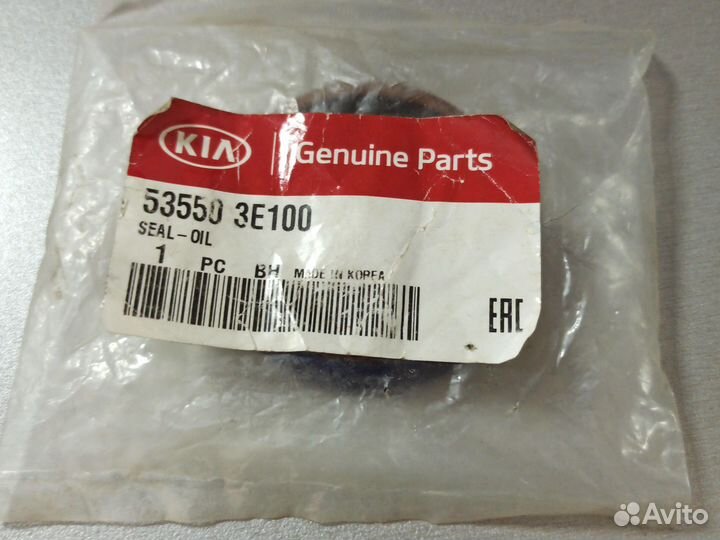 KIA
Genuine Parts
53550 3E100
SEAL-OIL
1 PC BH MADE IN KOREA
EAC
Avito